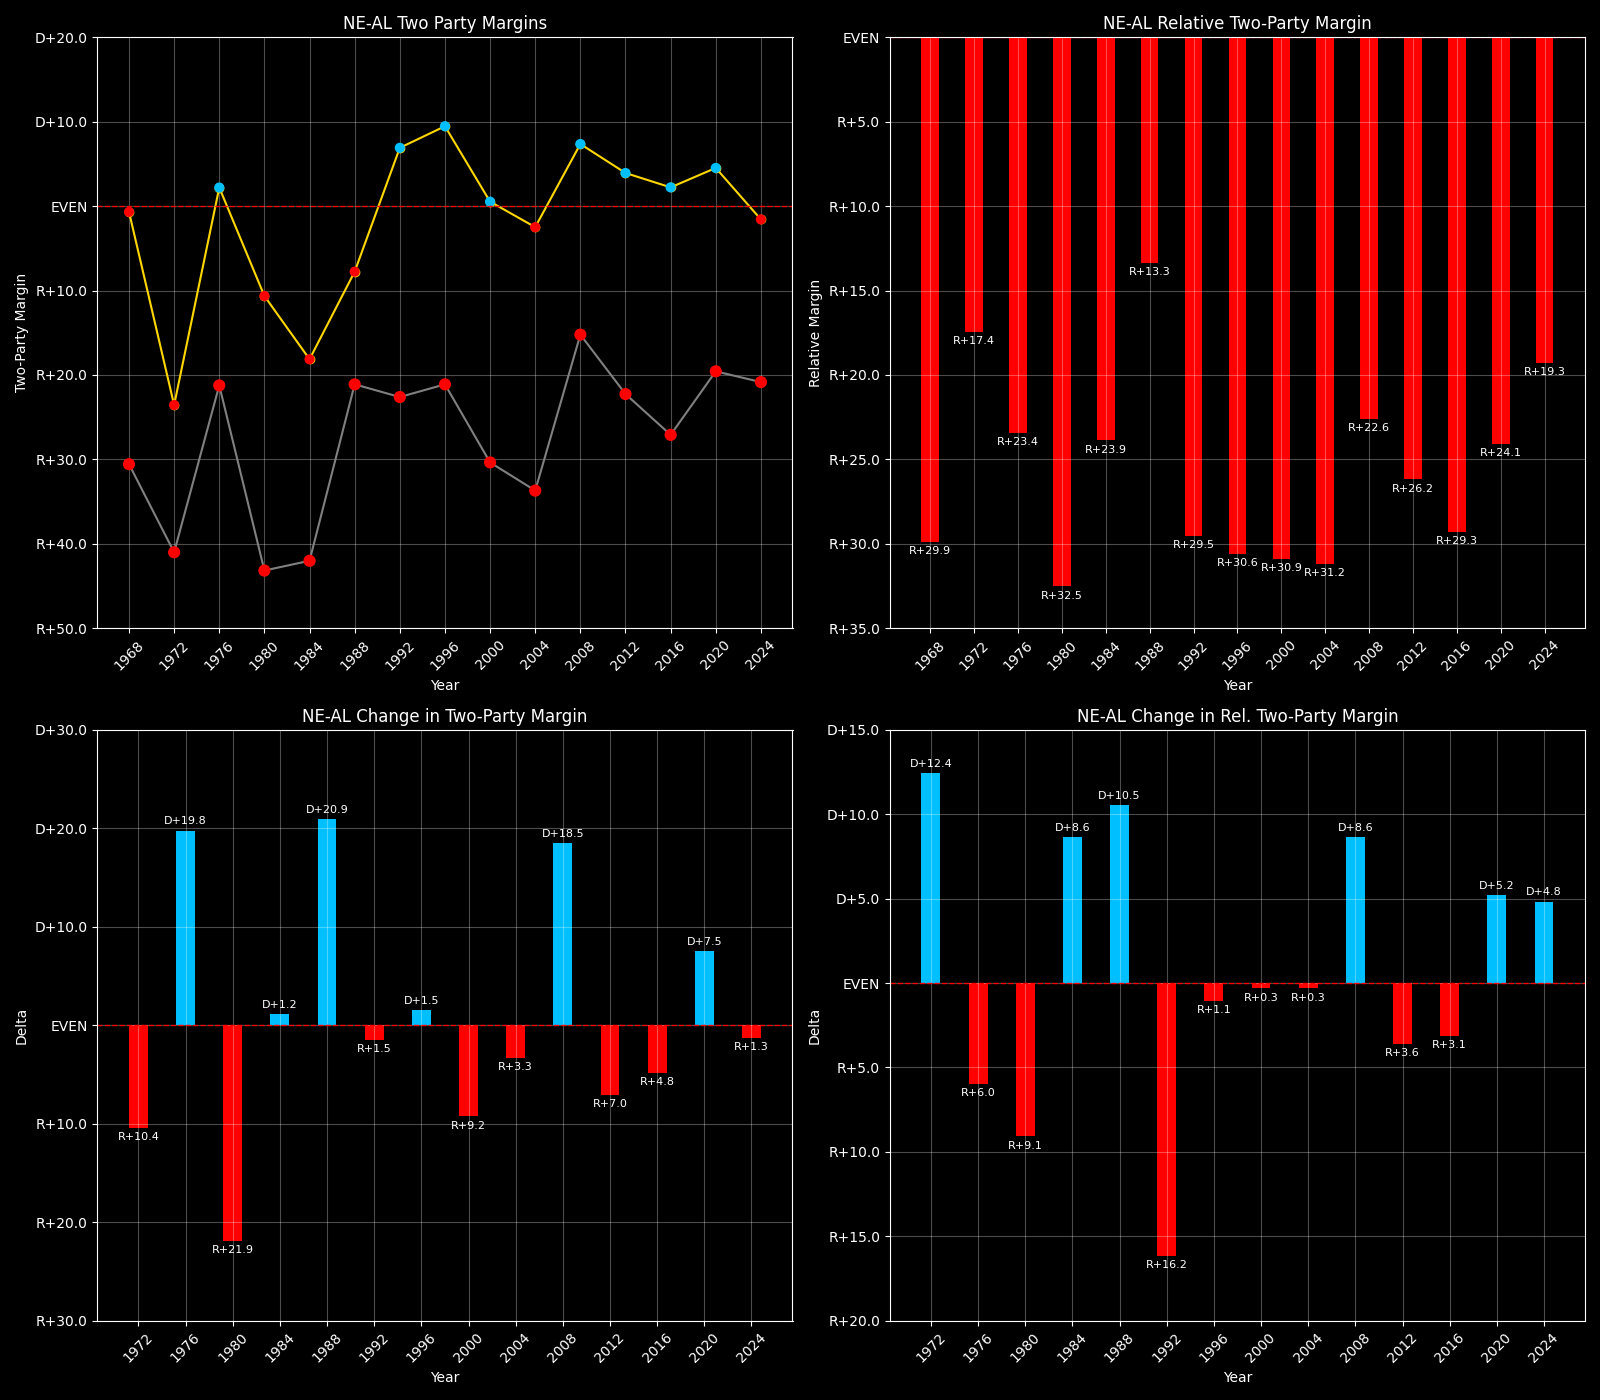 NE-AL Two Party Margins
D+20.0
D+10.0
EVEN
R+10.0
R+20.0
R+30.0
R+40.0
R+50.0
Two-Party Margin
1968
1972
1976
1980
1984
1988
1992
1996
2000
2004
2008
2012
2016
2020
2024
Year
NE-AL Relative Two-Party Margin
EVEN
R+5.0
R+10.0
R+15.0
R+20.0
R+25.0
R+30.0
R+35.0
Relative Margin
R+29.9
R+17.4
R+23.4
R+32.5
R+23.9
R+13.3
R+29.5
R+30.6
R+30.9
R+31.2
R+22.6
R+26.2
R+29.3
R+24.1
R+19.3
1968
1972
1976
1980
1984
1988
1992
1996
2000
2004
2008
2012
2016
2020
2024
Year
NE-AL Change in Two-Party Margin
D+30.0
D+20.0
D+10.0
EVEN
R+10.0
R+20.0
R+30.0
Delta
R+10.4
D+19.8
R+21.9
D+1.2
D+20.9
R+1.5
D+1.5
R+9.2
R+3.3
D+18.5
R+7.0
R+4.8
D+7.5
R+1.3
1972
1976
1980
1984
1988
1992
1996
2000
2004
2008
2012
2016
2020
2024
Year
NE-AL Change in Rel. Two-Party Margin
D+15.0
D+10.0
D+5.0
EVEN
R+5.0
R+10.0
R+15.0
R+20.0
Delta
D+12.4
R+6.0
R+9.1
D+8.6
D+10.5
R+16.2
R+1.1
R+0.3
R+0.3
D+8.6
R+3.6
R+3.1
D+5.2
D+4.8
1972
1976
1980
1984
1988
1992
1996
2000
2004
2008
2012
2016
2020
2024
Year